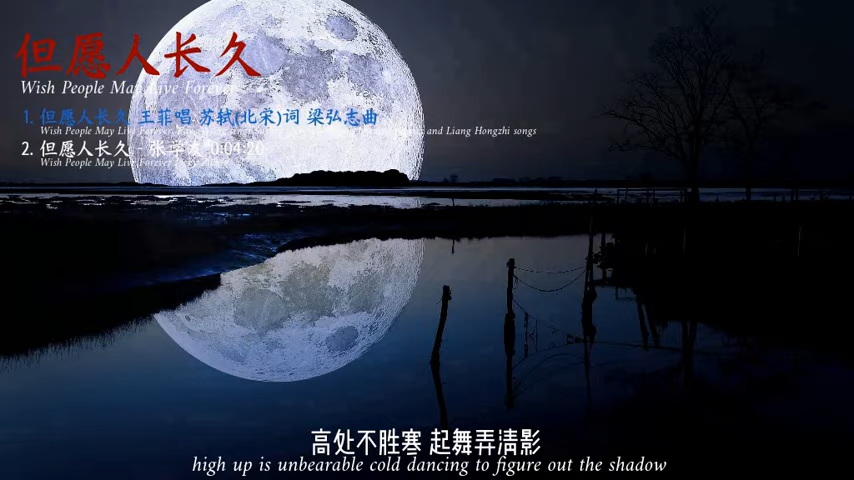 但愿人长久
Wish People May Live Forever
1. 但愿人长久 王菲唱 苏轼(北宋)词 梁弘志曲
Wish People May Live Forever, and Liang Hongzhi songs
2. 但愿人长久 - 张学友 0:04:20
Wish People May Live Forever
高处不胜寒 起舞弄清影
high up is unbearable cold dancing to figure out the shadow